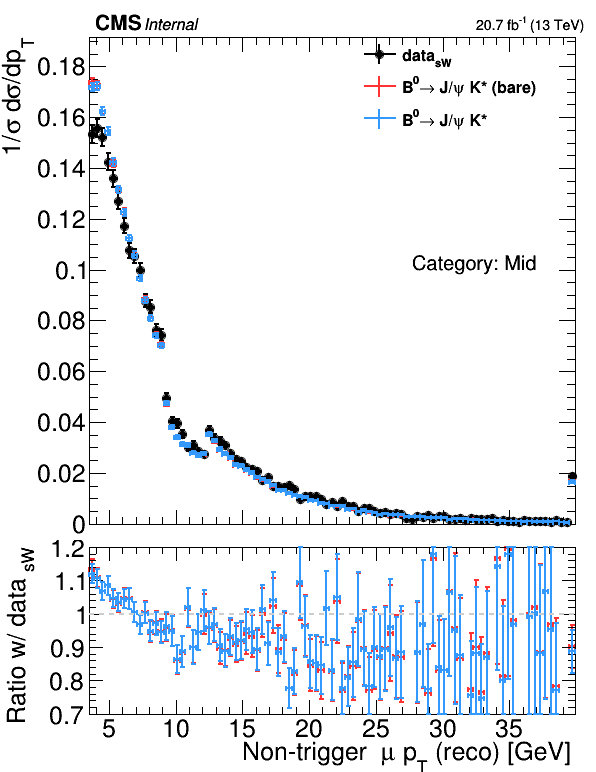 CMS Internal 20.7 fb⁻¹ (13 TeV)
1/σ dσ/dp_T
data_sW
B⁰→ J/ψ K* (bare)
B⁰→ J/ψ K*
Category: Mid
0.18
0.16
0.14
0.12
0.1
0.08
0.06
0.04
0.02
0
Ratio w/ data _sW
1.2
1.1
1
0.9
0.8
0.7
5 10 15 20 25 30 35
Non-trigger μ p_T (reco) [GeV]